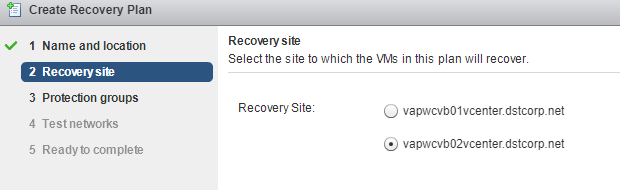 Create Recovery Plan
1 Name and location
2 Recovery site
3 Protection groups
4 Test networks
5 Ready to complete
Recovery site
Select the site to which the VMs in this plan will recover.
Recovery Site:
vapwcvb01vcenter.dstcorp.net
vapwcvb02vcenter.dstcorp.net